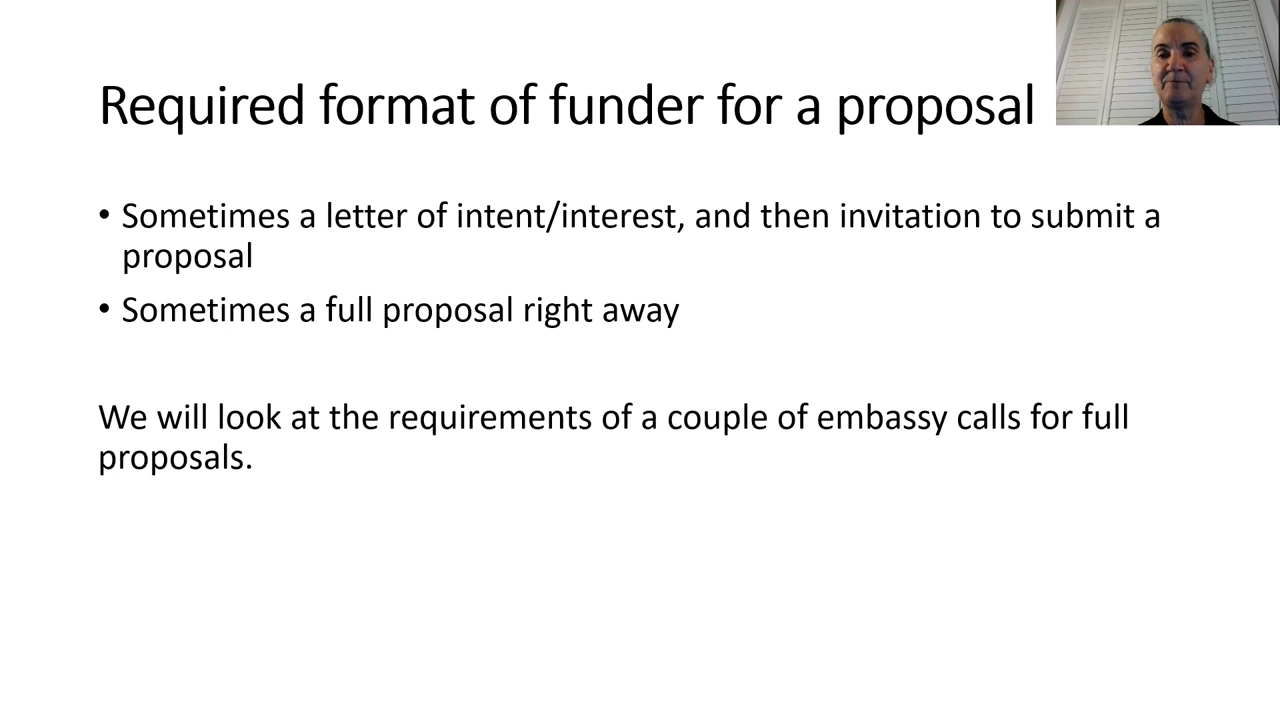 Required format of funder for a proposal
• Sometimes a letter of intent/interest, and then invitation to submit a
proposal
• Sometimes a full proposal right away
We will look at the requirements of a couple of embassy calls for full
proposals.